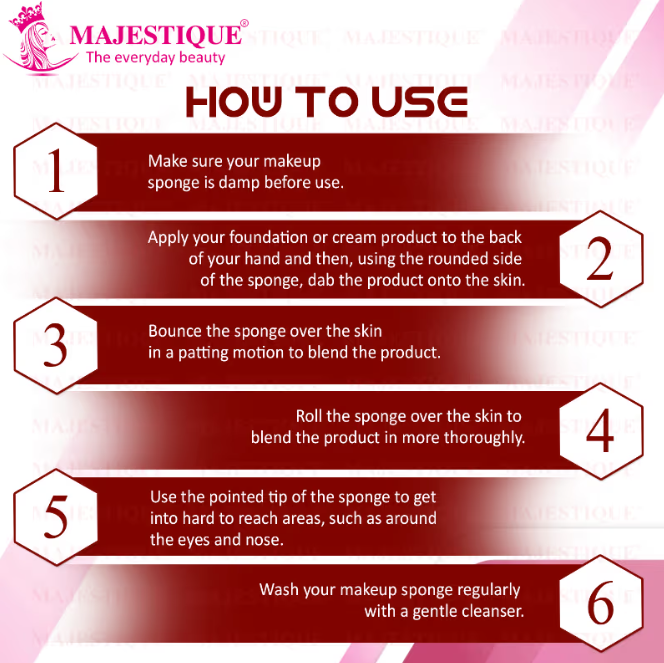 MAJESTIQUE®
The everyday beauty
HOW TO USE
1
Make sure your makeup
sponge is damp before use.
2
Apply your foundation or cream product to the back
of your hand and then, using the rounded side
of the sponge, dab the product onto the skin.
3
Bounce the sponge over the skin
in a patting motion to blend the product.
4
Roll the sponge over the skin to
blend the product in more thoroughly.
5
Use the pointed tip of the sponge to get
into hard to reach areas, such as around
the eyes and nose.
6
Wash your makeup sponge regularly
with a gentle cleanser.